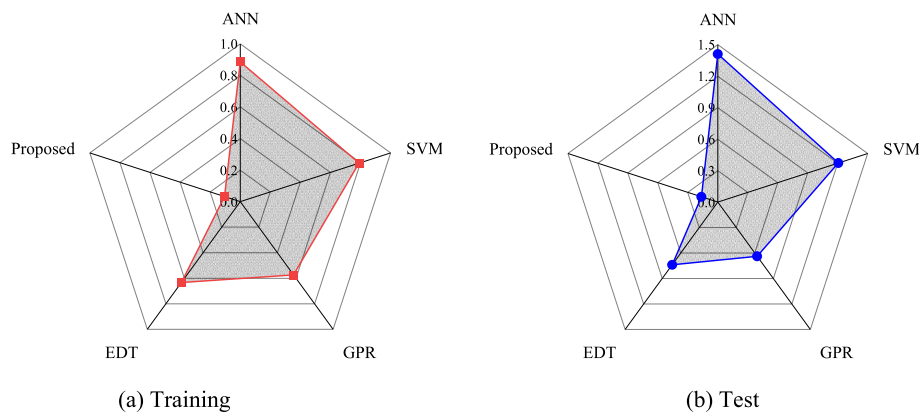 ANN
1.0
0.8
0.6
0.4
0.2
0.0
Proposed
SVM
EDT
GPR
(a) Training
ANN
1.5
1.2
0.9
0.6
0.3
0.0
Proposed
SVM
EDT
GPR
(b) Test